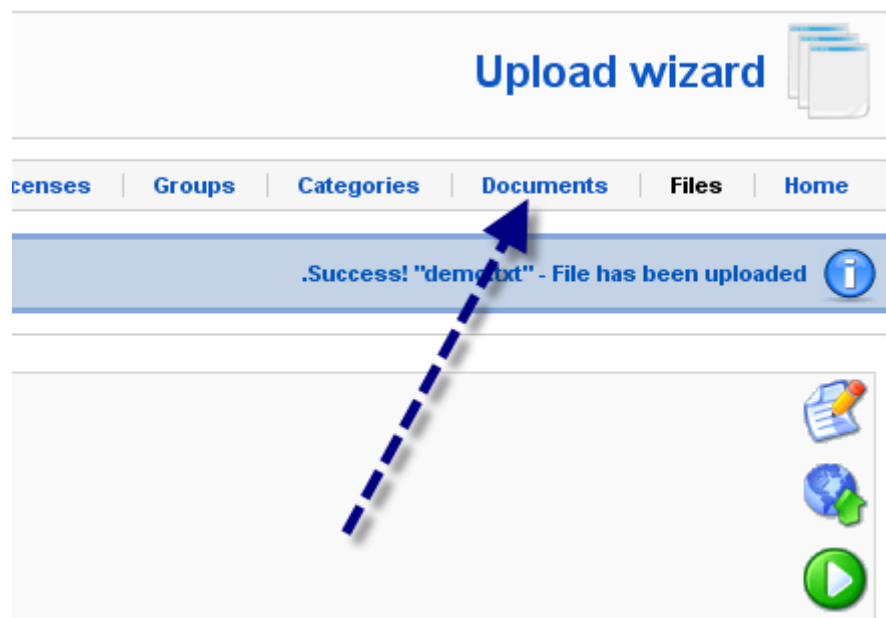 Upload wizard
censes | Groups | Categories | Documents | Files | Home
.Success! "demo.txt" - File has been uploaded